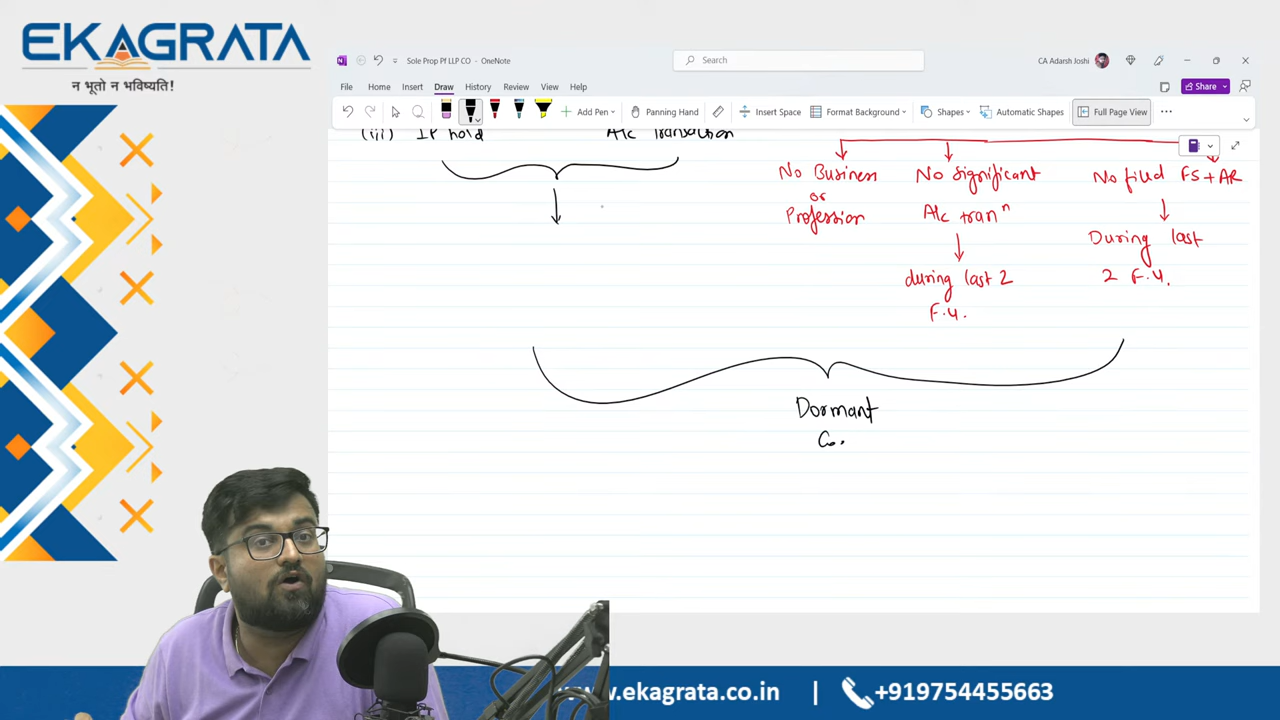 EKAGRATA
न भूतो न भविष्यति!
Sole Prop Pf LLP CO - OneNote
Search
CA Adarsh Joshi
File Home Insert Draw History Review View Help
Share
Add Pen
Panning Hand
Insert Space
Format Background
Shapes
Automatic Shapes
Full Page View
(iii) IP hold
A/c Transaction
No Business
or
Profession
No significant
A/c tranⁿ
during last 2
F.Y.
No filed FS + AR
During last
2 F.Y.
Dormant
Co.
www.ekagrata.co.in | +919754455663